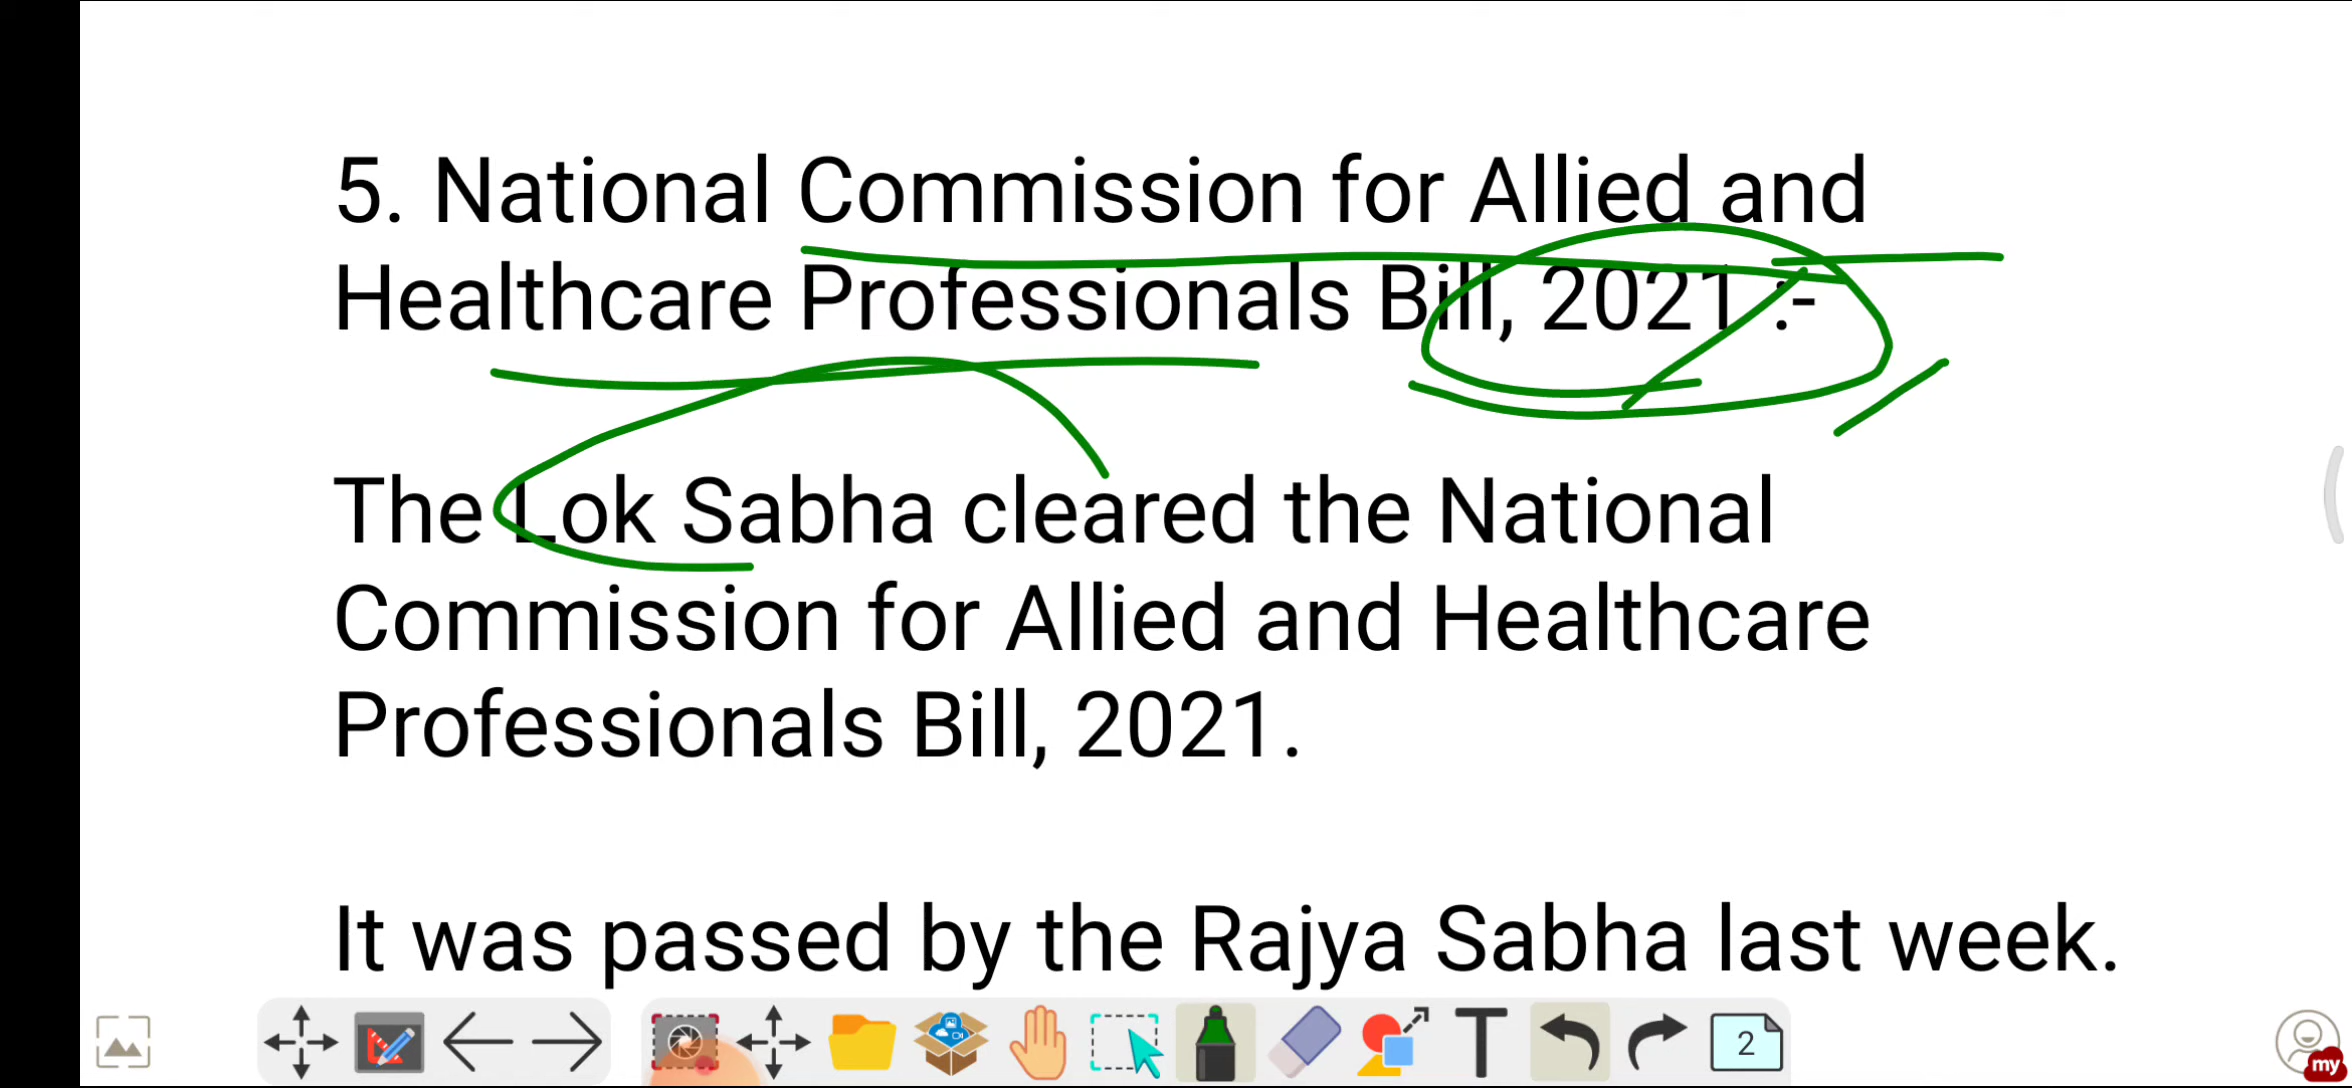 5. National Commission for Allied and
Healthcare Professionals Bill, 2021 :-
The Lok Sabha cleared the National
Commission for Allied and Healthcare
Professionals Bill, 2021.
It was passed by the Rajya Sabha last week.
T
2
my